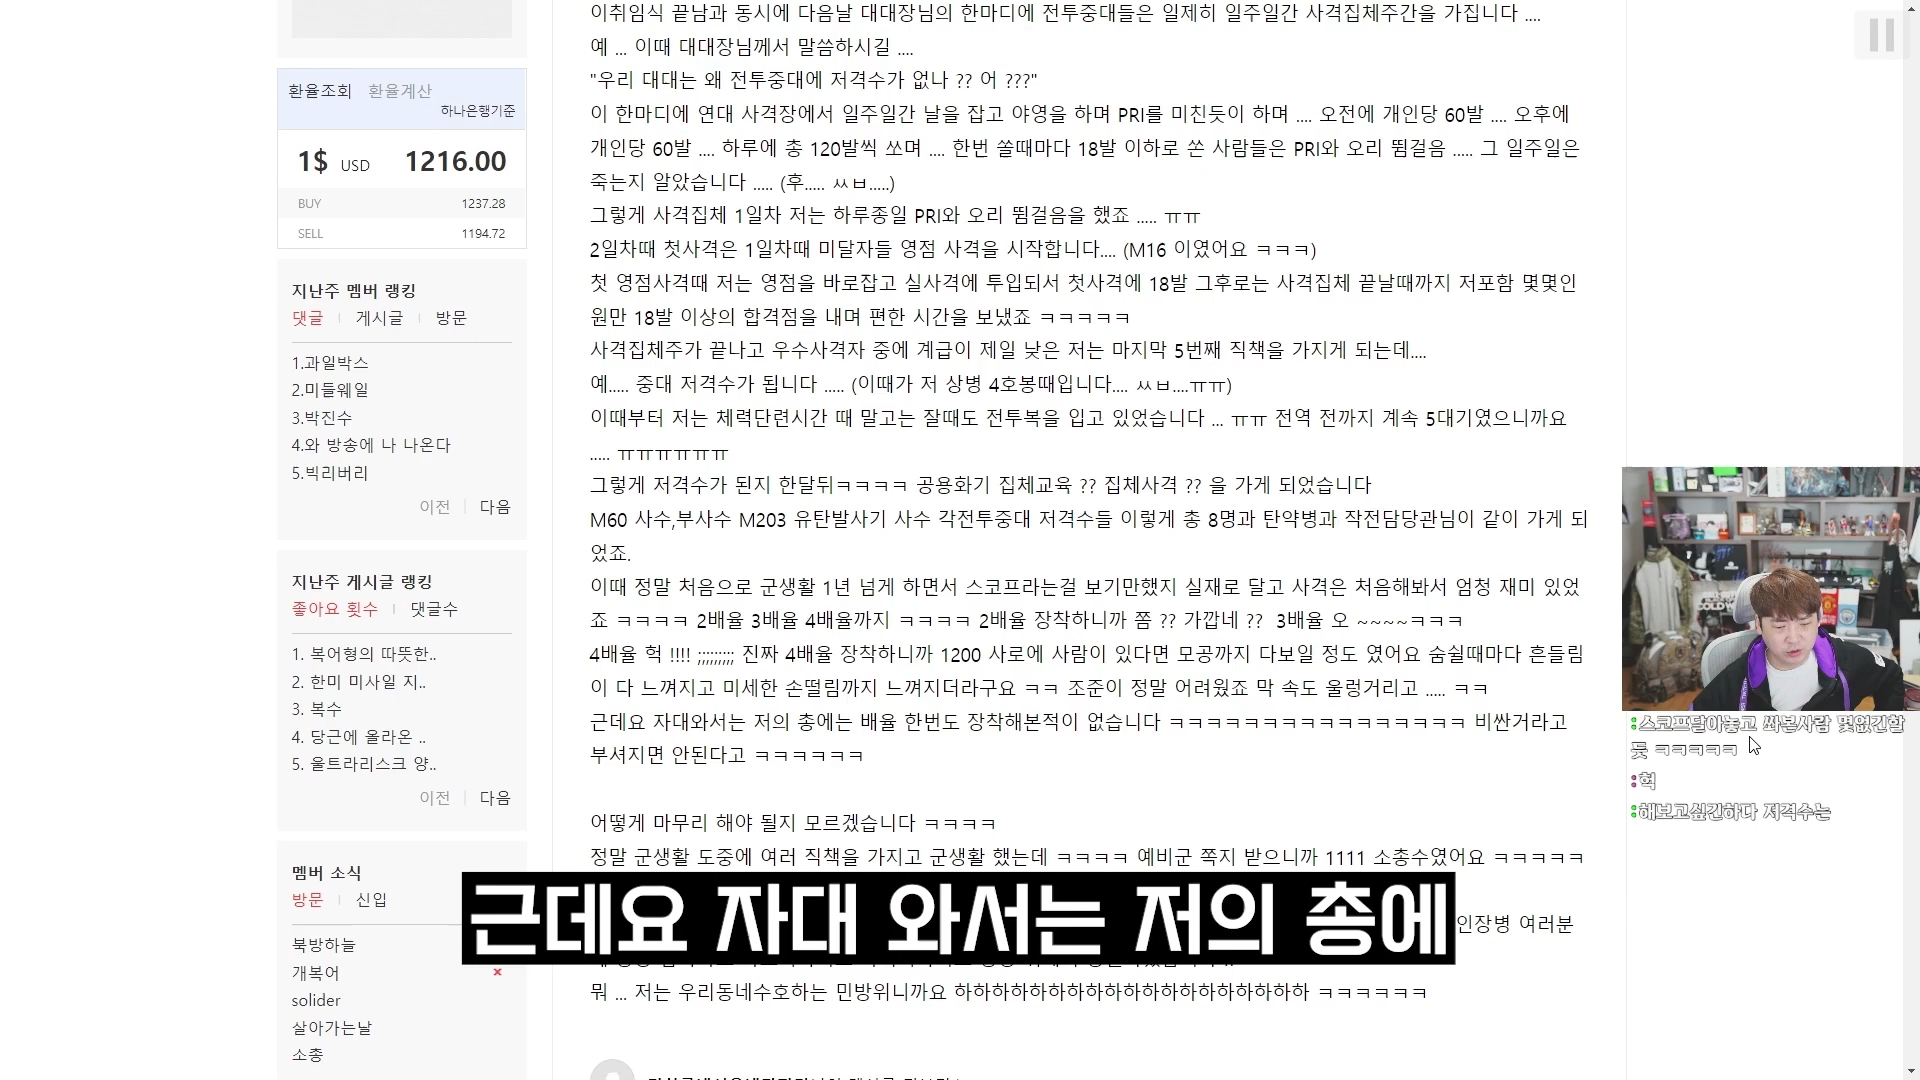 환율조회 환율계산
하나은행기준
1$ USD 1216.00
BUY 1237.28
SELL 1194.72
지난주 멤버 랭킹
댓글 게시글 방문
1.과일박스
2.미들웨일
3.박진수
4.와 방송에 나 나온다
5.빅리버리
이전 다음
지난주 게시글 랭킹
좋아요 횟수 댓글수
1. 복어형의 따뜻한..
2. 한미 미사일 지..
3. 복수
4. 당근에 올라온 ..
5. 울트라리스크 양..
이전 다음
멤버 소식
방문 신입
북방하늘
개복어
solider
살아가는날
소총
이취임식 끝남과 동시에 다음날 대대장님의 한마디에 전투중대들은 일제히 일주일간 사격집체주간을 가집니다 ....
예 ... 이때 대대장님께서 말씀하시길 ....
"우리 대대는 왜 전투중대에 저격수가 없나 ?? 어 ???"
이 한마디에 연대 사격장에서 일주일간 날을 잡고 야영을 하며 PRI를 미친듯이 하며 .... 오전에 개인당 60발 .... 오후에
개인당 60발 .... 하루에 총 120발씩 쏘며 .... 한번 쏠때마다 18발 이하로 쏜 사람들은 PRI와 오리 뜀걸음 ..... 그 일주일은
죽는지 알았습니다 ..... (후..... ㅆㅂ.....)
그렇게 사격집체 1일차 저는 하루종일 PRI와 오리 뜀걸음을 했죠 ..... ㅠㅠ
2일차때 첫사격은 1일차때 미달자들 영점 사격을 시작합니다.... (M16 이였어요 ㅋㅋㅋ)
첫 영점사격때 저는 영점을 바로잡고 실사격에 투입되서 첫사격에 18발 그후로는 사격집체 끝날때까지 저포함 몇몇인
원만 18발 이상의 합격점을 내며 편한 시간을 보냈죠 ㅋㅋㅋㅋㅋ
사격집체주가 끝나고 우수사격자 중에 계급이 제일 낮은 저는 마지막 5번째 직책을 가지게 되는데....
예..... 중대 저격수가 됩니다 ..... (이때가 저 상병 4호봉때입니다.... ㅆㅂ....ㅠㅠ)
이때부터 저는 체력단련시간 때 말고는 잘때도 전투복을 입고 있었습니다 ... ㅠㅠ 전역 전까지 계속 5대기였으니까요
..... ㅠㅠㅠㅠㅠㅠ
그렇게 저격수가 된지 한달뒤ㅋㅋㅋㅋ 공용화기 집체교육 ?? 집체사격 ?? 을 가게 되었습니다
M60 사수,부사수 M203 유탄발사기 사수 각전투중대 저격수들 이렇게 총 8명과 탄약병과 작전담당관님이 같이 가게 되
었죠.
이때 정말 처음으로 군생활 1년 넘게 하면서 스코프라는걸 보기만했지 실재로 달고 사격은 처음해봐서 엄청 재미 있었
죠 ㅋㅋㅋㅋ 2배율 3배율 4배율까지 ㅋㅋㅋㅋ 2배율 장착하니까 쫌 ?? 가깝네 ?? 3배율 오 ~~~~ㅋㅋㅋ
4배율 헉 !!!! ;;;;;;;;; 진짜 4배율 장착하니까 1200 사로에 사람이 있다면 모공까지 다보일 정도 였어요 숨쉴때마다 흔들림
이 다 느껴지고 미세한 손떨림까지 느껴지더라구요 ㅋㅋ 조준이 정말 어려웠죠 막 속도 울렁거리고 ..... ㅋㅋ
근데요 자대와서는 저의 총에는 배율 한번도 장착해본적이 없습니다 ㅋㅋㅋㅋㅋㅋㅋㅋㅋㅋㅋㅋㅋㅋㅋㅋ 비싼거라고
부셔지면 안된다고 ㅋㅋㅋㅋㅋㅋ
어떻게 마무리 해야 될지 모르겠습니다 ㅋㅋㅋㅋ
정말 군생활 도중에 여러 직책을 가지고 군생활 했는데 ㅋㅋㅋㅋ 예비군 쪽지 받으니까 1111 소총수였어요 ㅋㅋㅋㅋㅋ
근데요 자대 와서는 저의 총에
인장병 여러분
뭐 ... 저는 우리동네수호하는 민방위니까요 하하하하하하하하하하하하하하하하하하하 ㅋㅋㅋㅋㅋㅋ
스코프달아놓고 쏴본사람 몇없긴할
듯 ㅋㅋㅋㅋㅋ
헉
해보고싶긴하다 저격수는